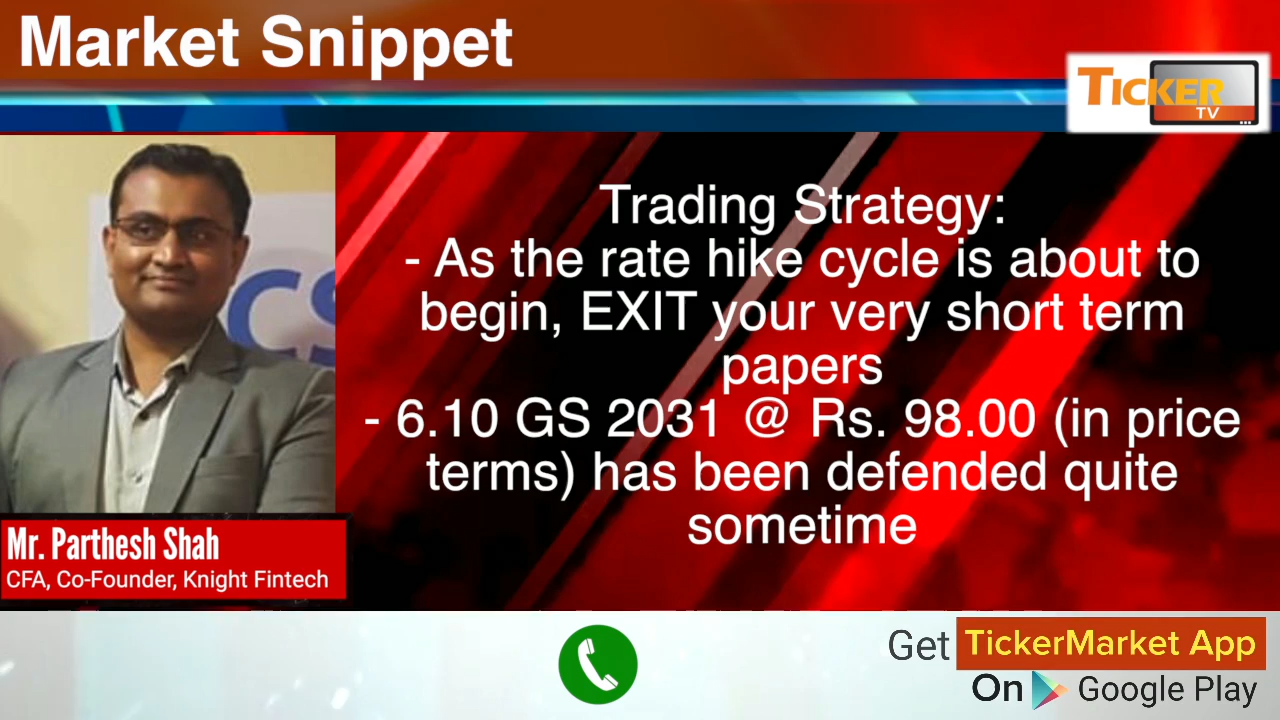 Market Snippet
TICKER
TV
CS
Trading Strategy:
- As the rate hike cycle is about to
begin, EXIT your very short term
papers
- 6.10 GS 2031 @ Rs. 98.00 (in price
terms) has been defended quite
sometime
Mr. Parthesh Shah
CFA, Co-Founder, Knight Fintech
Get TickerMarket App
On Google Play